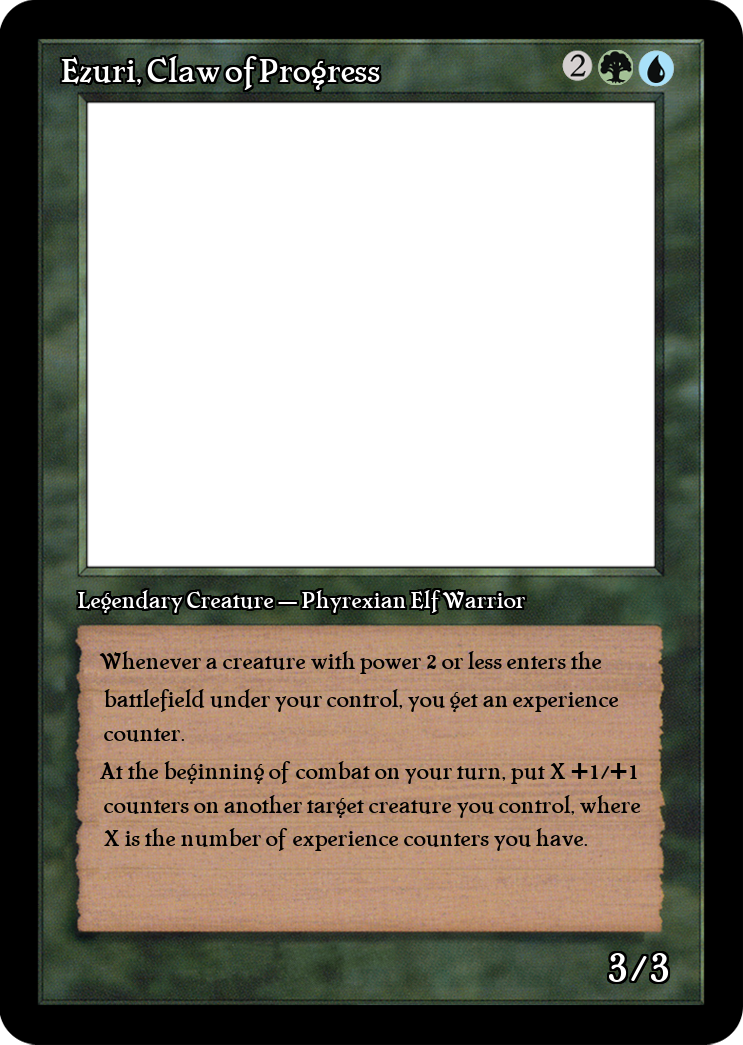 Ezuri, Claw of Progress 2
Legendary Creature — Phyrexian Elf Warrior
Whenever a creature with power 2 or less enters the
battlefield under your control, you get an experience
counter.
At the beginning of combat on your turn, put X +1/+1
counters on another target creature you control, where
X is the number of experience counters you have.
3/3